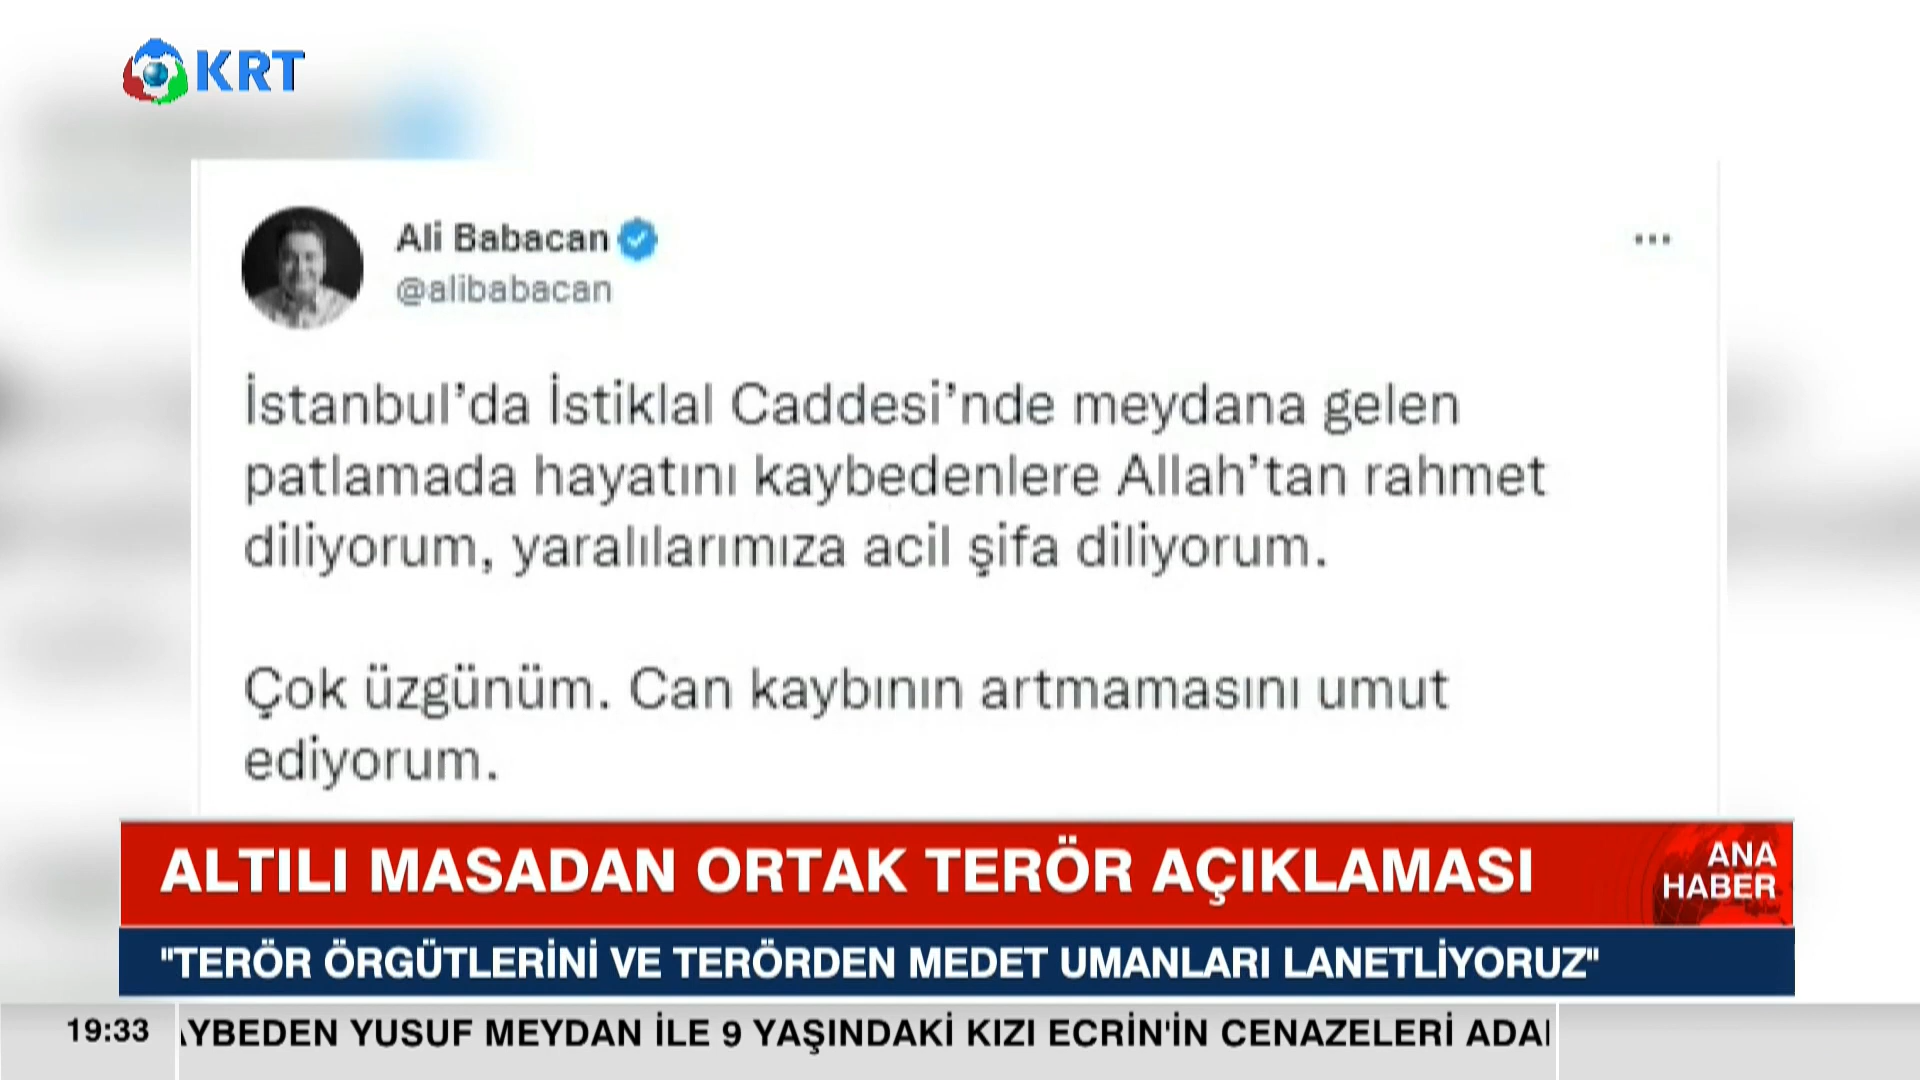 KRT
Ali Babacan
@alibabacan
İstanbul’da İstiklal Caddesi’nde meydana gelen
patlamada hayatını kaybedenlere Allah’tan rahmet
diliyorum, yaralılarımıza acil şifa diliyorum.
Çok üzgünüm. Can kaybının artmamasını umut
ediyorum.
ALTILI MASADAN ORTAK TERÖR AÇIKLAMASI
ANA
HABER
"TERÖR ÖRGÜTLERİNİ VE TERÖRDEN MEDET UMANLARI LANETLİYORUZ"
19:33
YBEDEN YUSUF MEYDAN İLE 9 YAŞINDAKİ KIZI ECRİN'İN CENAZELERİ ADA